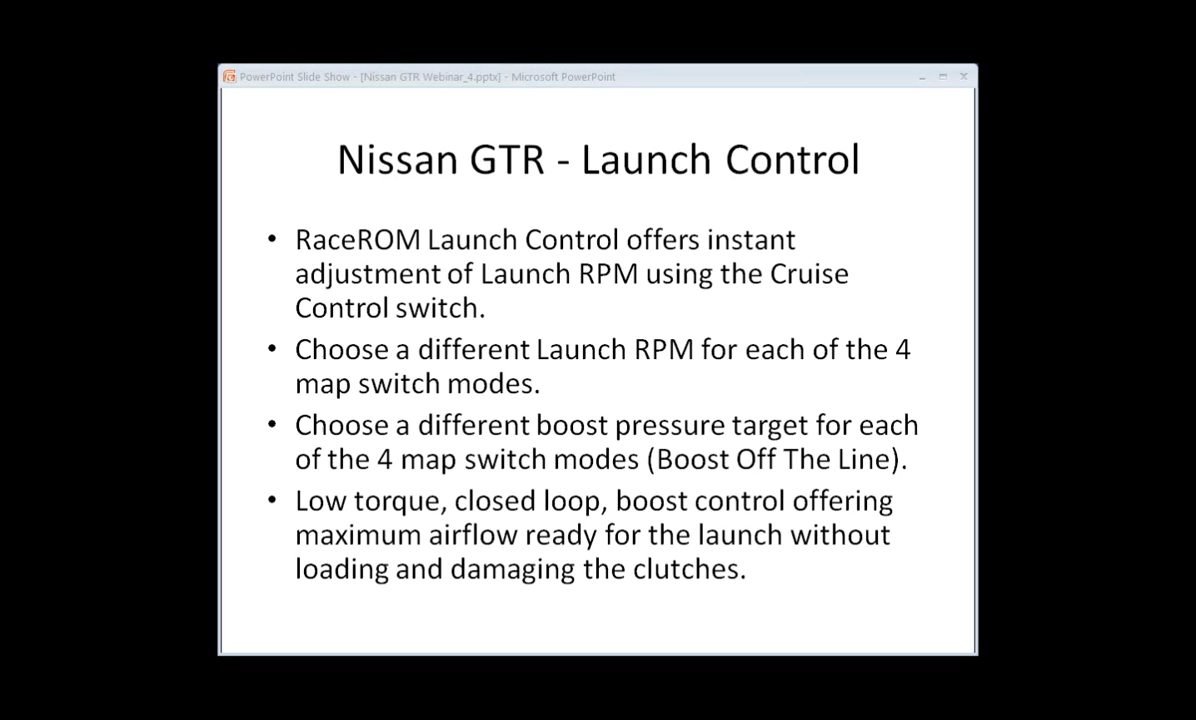 PowerPoint Slide Show - [Nissan GTR Webinar_4.pptx] - Microsoft PowerPoint
Nissan GTR - Launch Control
• RaceROM Launch Control offers instant
adjustment of Launch RPM using the Cruise
Control switch.
• Choose a different Launch RPM for each of the 4
map switch modes.
• Choose a different boost pressure target for each
of the 4 map switch modes (Boost Off The Line).
• Low torque, closed loop, boost control offering
maximum airflow ready for the launch without
loading and damaging the clutches.